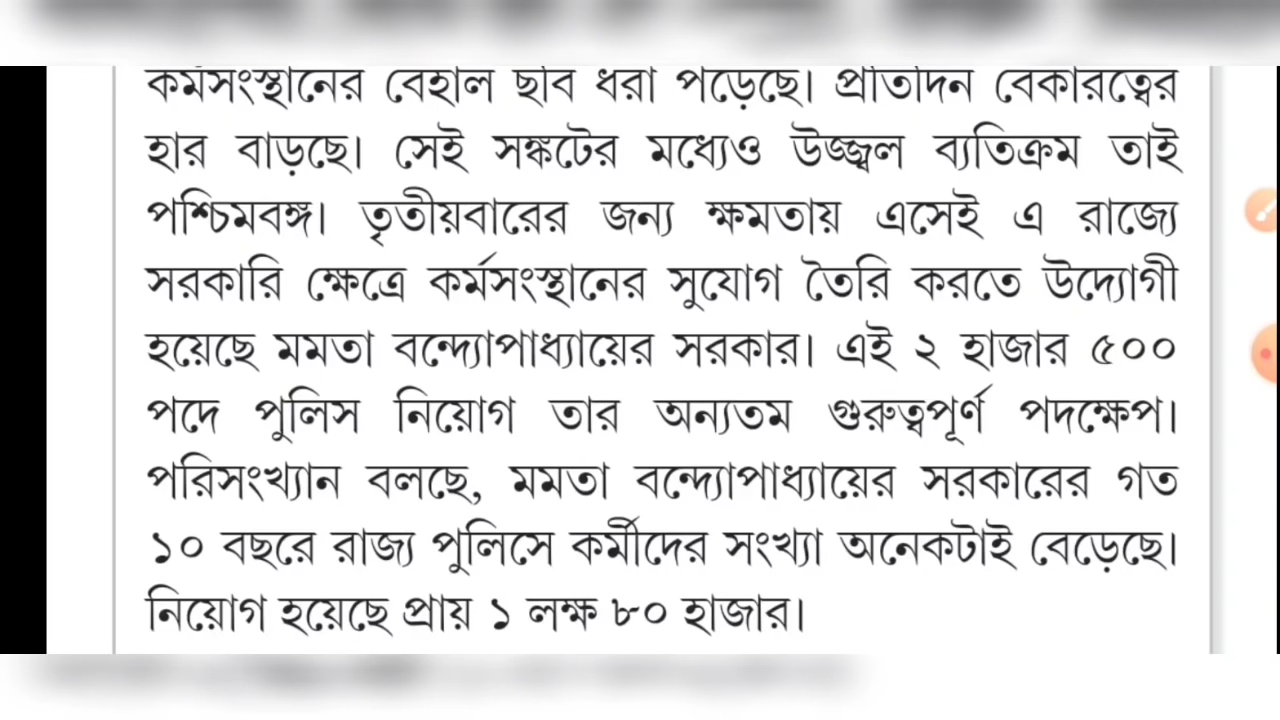 কর্মসংস্থানের বেহাল ছবি ধরা পড়েছে। প্রতিদিন বেকারত্বের
হার বাড়ছে। সেই সঙ্কটের মধ্যেও উজ্জ্বল ব্যতিক্রম তাই
পশ্চিমবঙ্গ। তৃতীয়বারের জন্য ক্ষমতায় এসেই এ রাজ্যে
সরকারি ক্ষেত্রে কর্মসংস্থানের সুযোগ তৈরি করতে উদ্যোগী
হয়েছে মমতা বন্দ্যোপাধ্যায়ের সরকার। এই ২ হাজার ৫০০
পদে পুলিস নিয়োগ তার অন্যতম গুরুত্বপূর্ণ পদক্ষেপ।
পরিসংখ্যান বলছে, মমতা বন্দ্যোপাধ্যায়ের সরকারের গত
১০ বছরে রাজ্য পুলিসে কর্মীদের সংখ্যা অনেকটাই বেড়েছে।
নিয়োগ হয়েছে প্রায় ১ লক্ষ ৮০ হাজার।